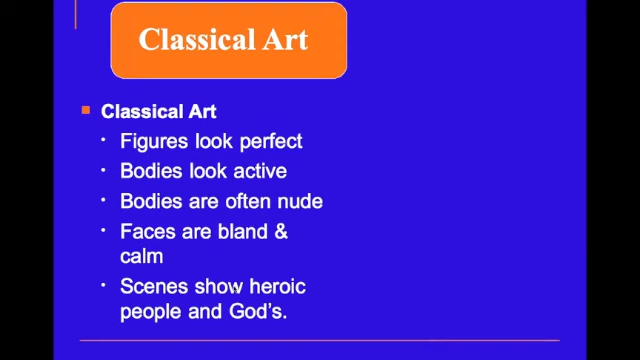 Classical Art
Classical Art
Figures look perfect
Bodies look active
Bodies are often nude
Faces are bland &
calm
Scenes show heroic
people and God's.